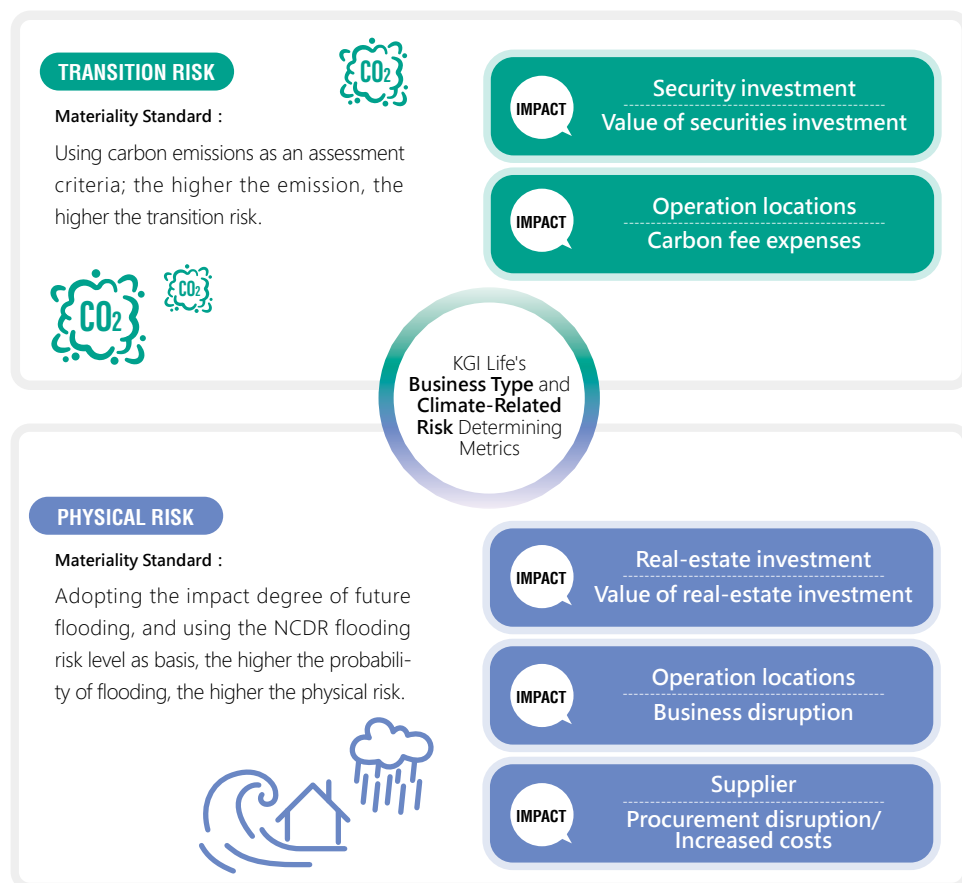 TRANSITION RISK
CO2
Materiality Standard :
Using carbon emissions as an assessment
criteria; the higher the emission, the
higher the transition risk.
CO2
CO2
IMPACT
Security investment
Value of securities investment
IMPACT
Operation locations
Carbon fee expenses
KGI Life's
Business Type and
Climate-Related
Risk Determining
Metrics
PHYSICAL RISK
Materiality Standard :
Adopting the impact degree of future
flooding, and using the NCDR flooding
risk level as basis, the higher the probabili-
ty of flooding, the higher the physical risk.
IMPACT
Real-estate investment
Value of real-estate investment
IMPACT
Operation locations
Business disruption
IMPACT
Supplier
Procurement disruption/
Increased costs